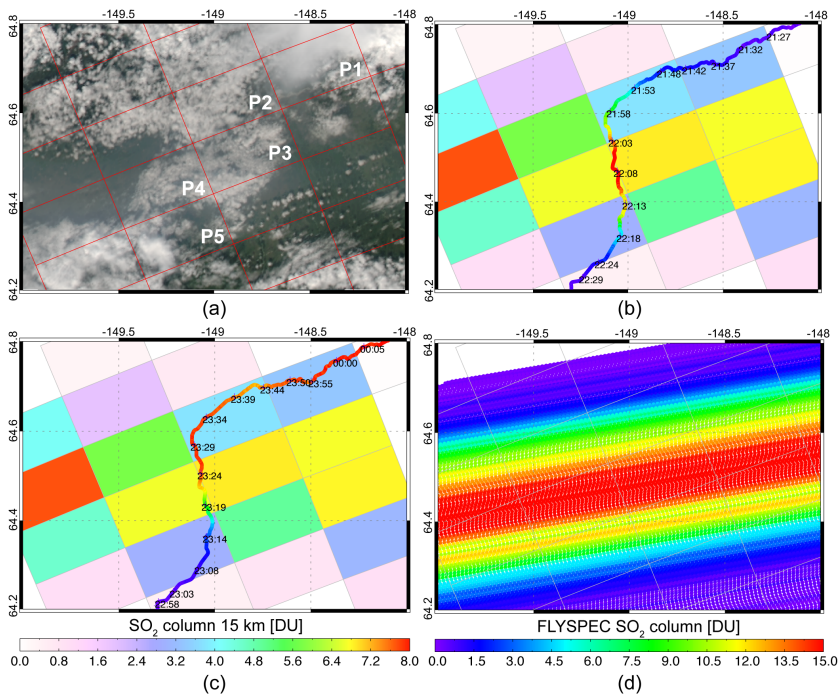 -149.5 -149 -148.5 -148
-149.5 -149 -148.5 -148
64.8
64.6
64.4
64.2
P1
P2
P3
P4
P5
(a)
64.8
64.6
64.4
64.2
21:27
21:32
21:37
21:42
21:48
21:53
21:58
22:03
22:08
22:13
22:18
22:24
22:29
(b)
-149.5 -149 -148.5 -148
-149.5 -149 -148.5 -148
64.8
64.6
64.4
64.2
00:05
00:00
23:55
23:50
23:44
23:39
23:34
23:29
23:24
23:19
23:14
23:08
23:03
22:58
64.8
64.6
64.4
64.2
SO2 column 15 km [DU]
0.0 0.8 1.6 2.4 3.2 4.0 4.8 5.6 6.4 7.2 8.0
(c)
FLYSPEC SO2 column [DU]
0.0 1.5 3.0 4.5 6.0 7.5 9.0 10.5 12.0 13.5 15.0
(d)